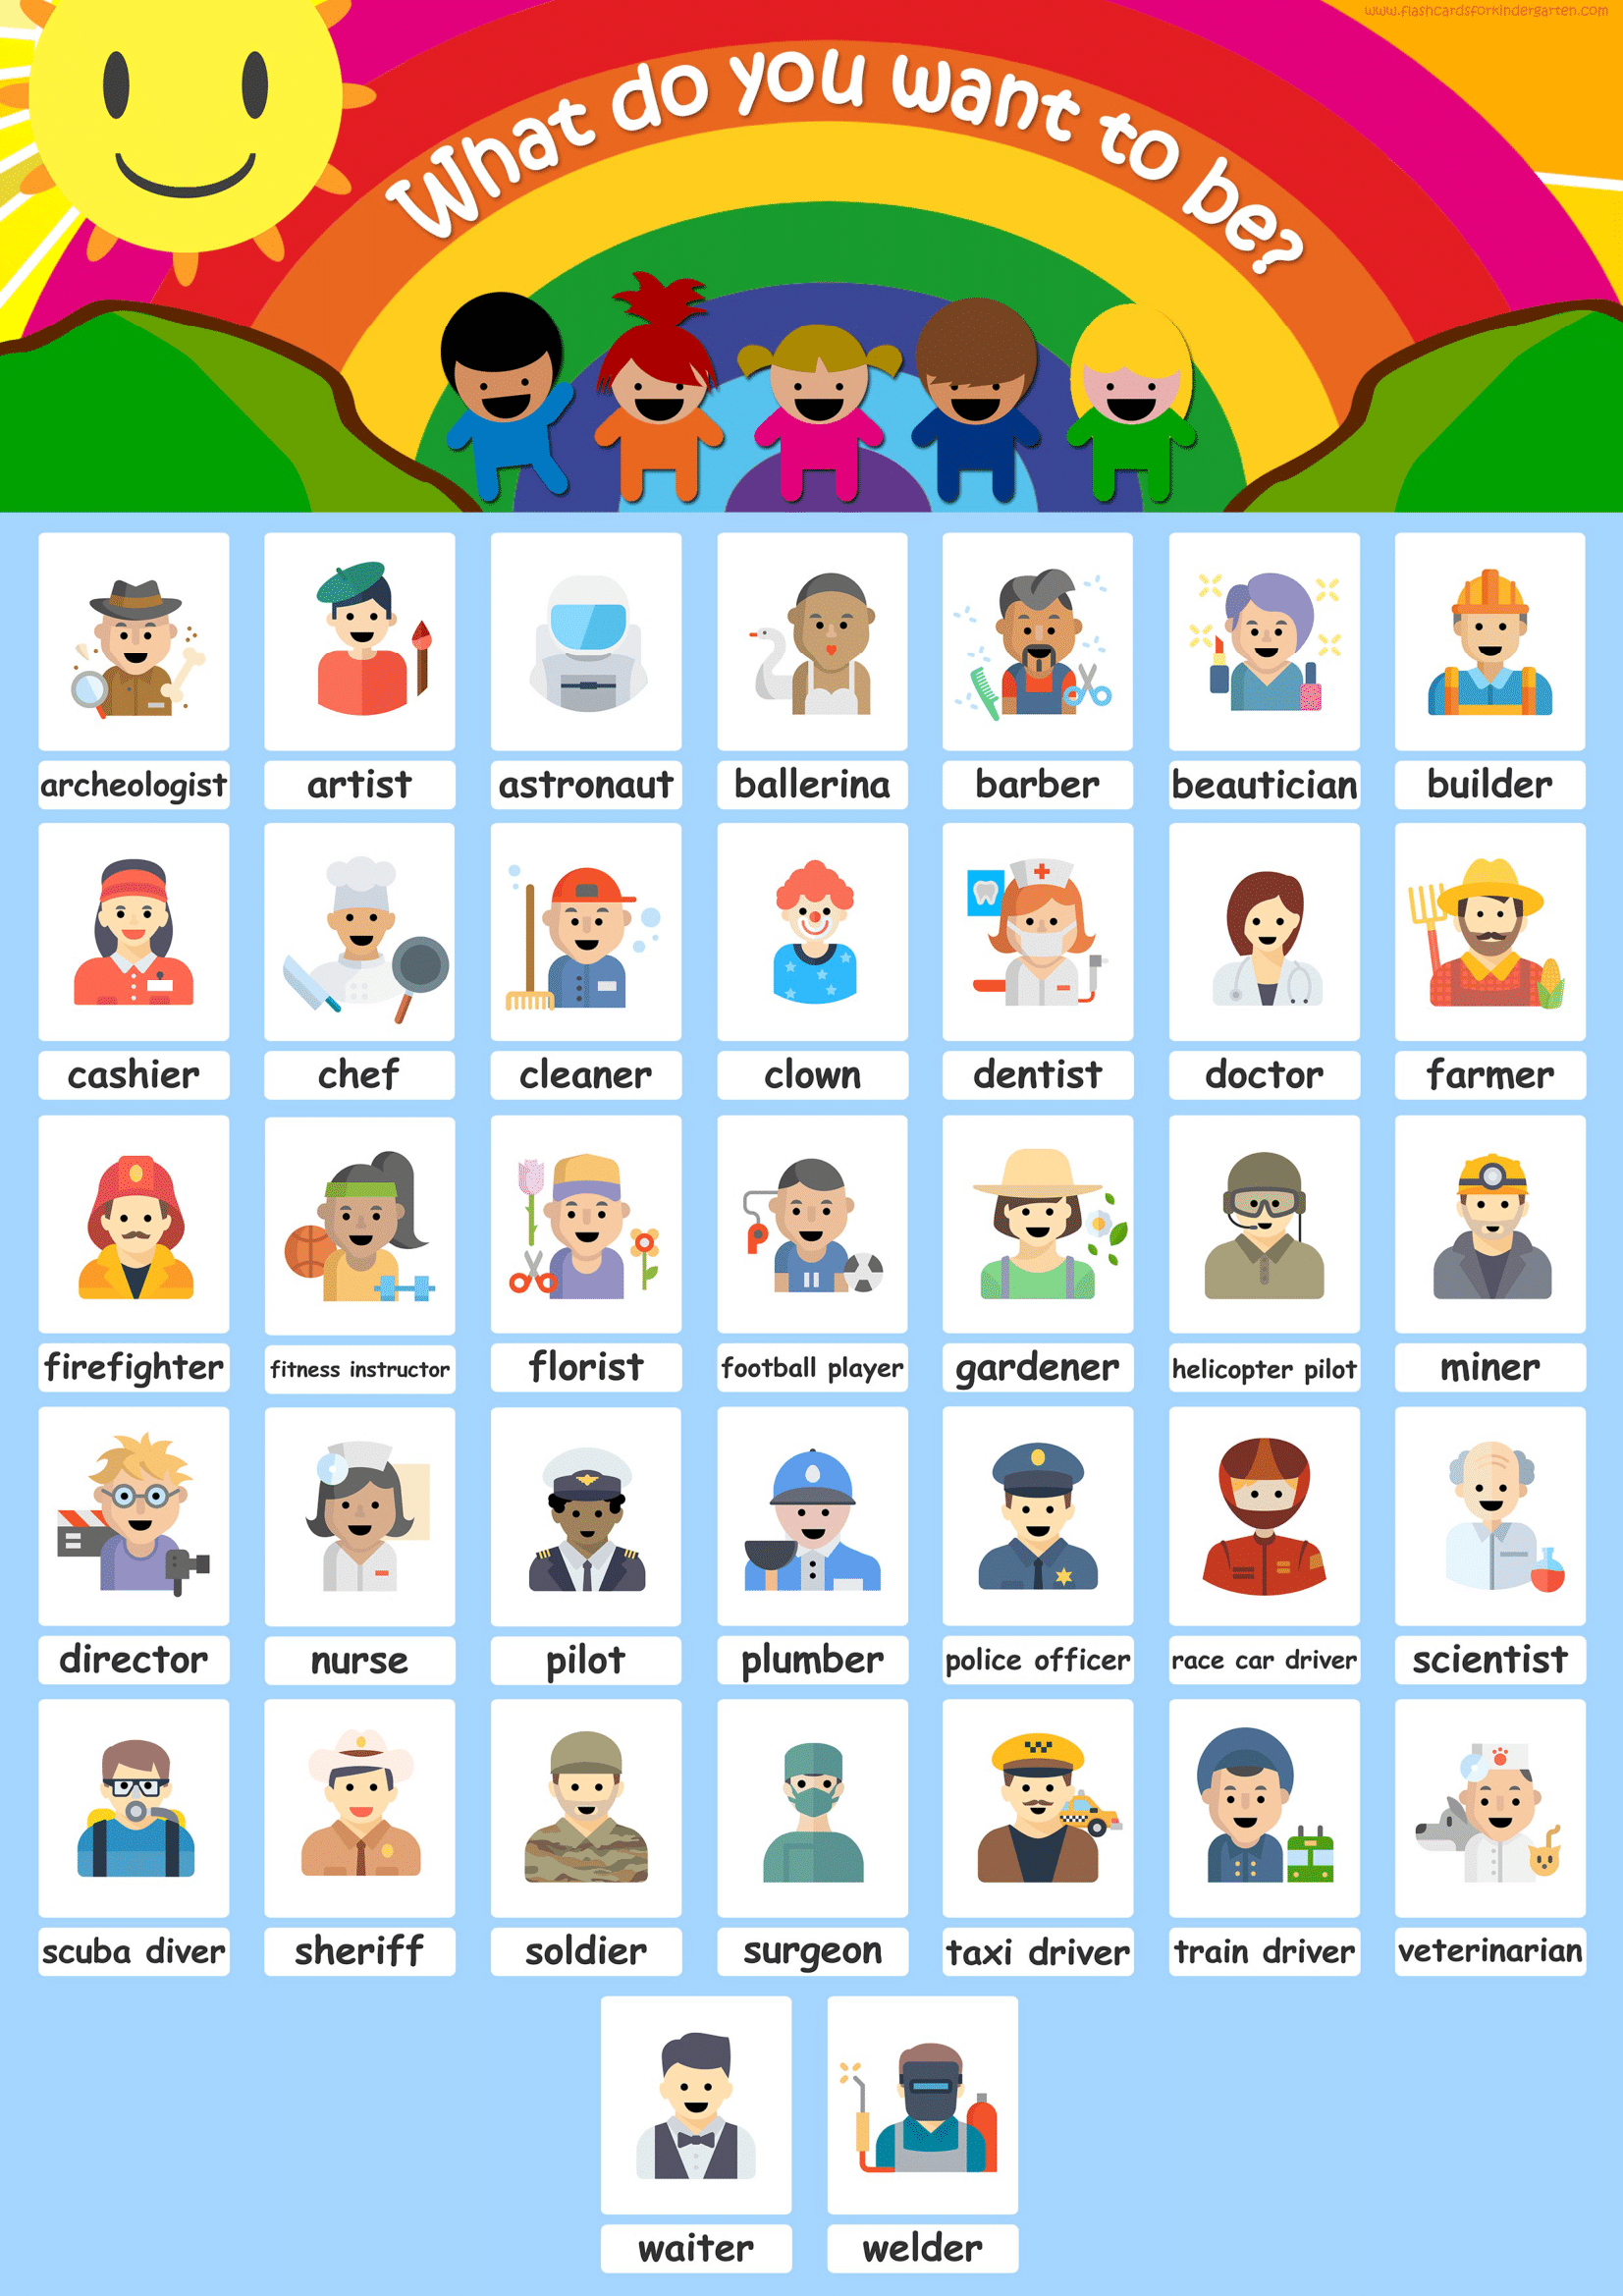 www.flashcardsforkindergarten.com
What do you want to be?
archeologist
artist
astronaut
ballerina
barber
beautician
builder
cashier
chef
cleaner
clown
dentist
doctor
farmer
firefighter
fitness instructor
florist
football player
gardener
helicopter pilot
miner
director
nurse
pilot
plumber
police officer
race car driver
scientist
scuba diver
sheriff
soldier
surgeon
taxi driver
train driver
veterinarian
waiter
welder